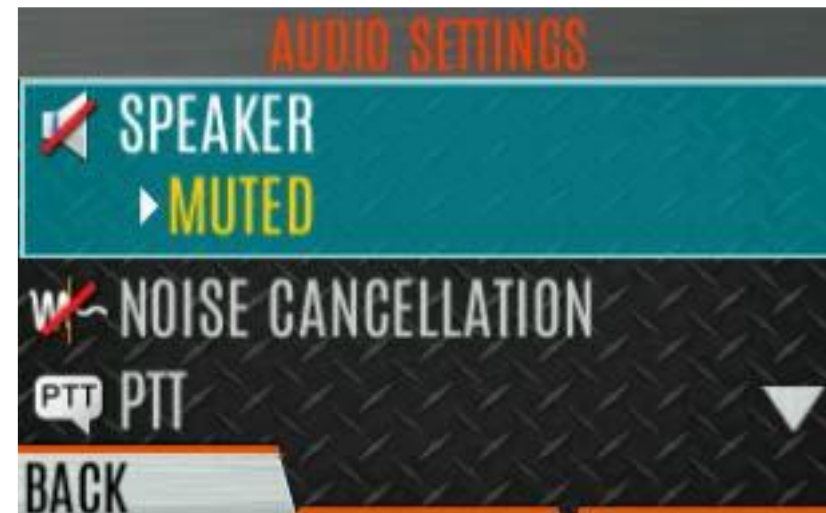 AUDIO SETTINGS
SPEAKER
MUTED
NOISE CANCELLATION
PTT PTT
BACK